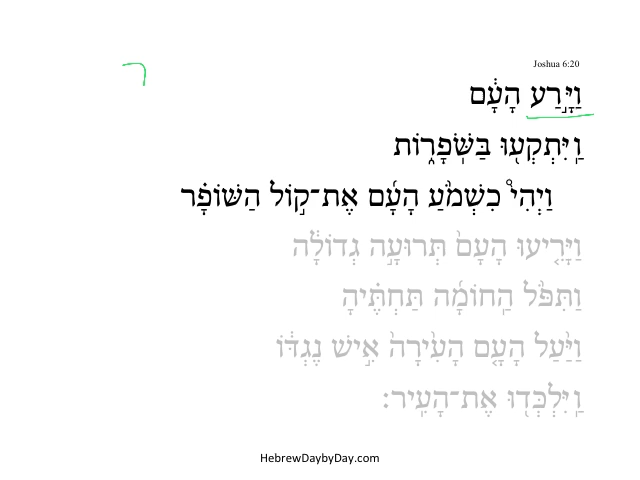 Joshua 6:20
וַיָּ֣רַע הָעָ֔ם
וַֽיִּתְקְע֖וּ בַּשֹּֽׁפָר֑וֹת
וַיְהִי֩ כִשְׁמֹ֨עַ הָעָ֜ם אֶת־ק֣וֹל הַשּׁוֹפָ֗ר
וַיָּרִ֤יעוּ הָעָם֙ תְּרוּעָ֣ה גְדוֹלָ֔ה
וַתִּפֹּ֨ל הַֽחוֹמָ֜ה תַּחְתֶּ֗יהָ
וַיַּ֨עַל הָעָ֤ם הָעִ֙ירָה֙ אִ֣ישׁ נֶגְדּ֔וֹ
וַֽיִּלְכְּד֖וּ אֶת־הָעִֽיר׃
HebrewDaybyDay.com